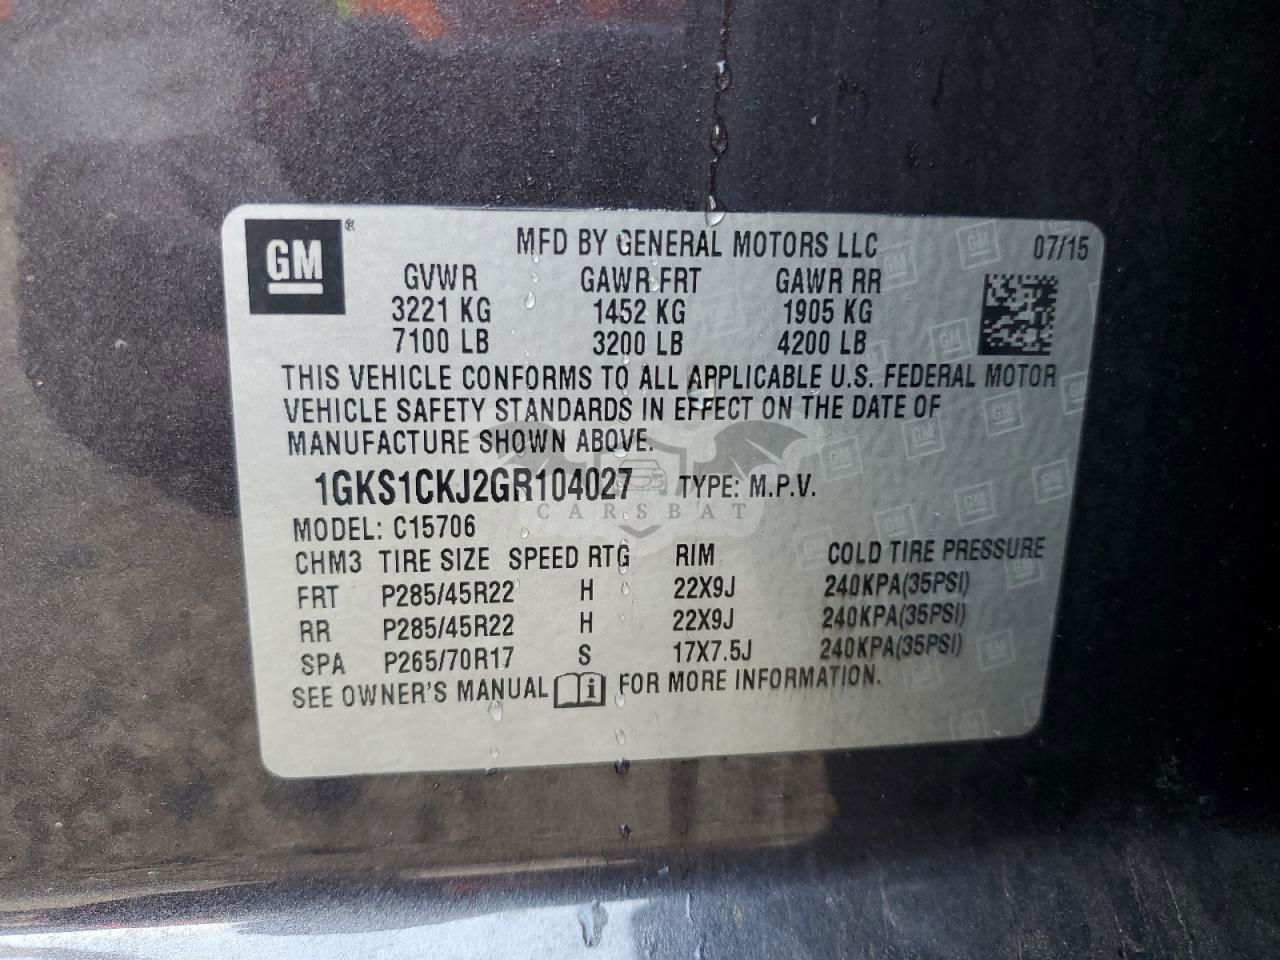 GM ® MFD BY GENERAL MOTORS LLC 07/15
GVWR GAWR FRT GAWR RR
3221 KG 1452 KG 1905 KG
7100 LB 3200 LB 4200 LB
THIS VEHICLE CONFORMS TO ALL APPLICABLE U.S. FEDERAL MOTOR
VEHICLE SAFETY STANDARDS IN EFFECT ON THE DATE OF
MANUFACTURE SHOWN ABOVE.
1GKS1CKJ2GR104027 TYPE: M.P.V.
CARSBAT
MODEL: C15706
CHM3 TIRE SIZE SPEED RTG RIM COLD TIRE PRESSURE
FRT P285/45R22 H 22X9J 240KPA(35PSI)
RR P285/45R22 H 22X9J 240KPA(35PSI)
SPA P265/70R17 S 17X7.5J 240KPA(35PSI)
SEE OWNER'S MANUAL i FOR MORE INFORMATION.